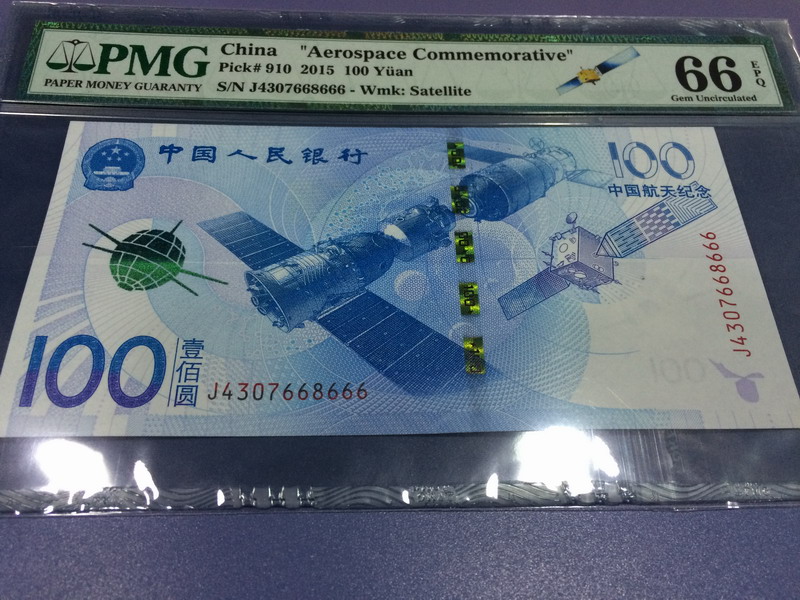 PMG
PAPER MONEY GUARANTY
China "Aerospace Commemorative"
Pick# 910 2015 100 Yüan
S/N J4307668666 - Wmk: Satellite
66 EPQ
Gem Uncirculated
中国人民银行
100
中国航天纪念
J4307668666
100
壹佰圆
J4307668666